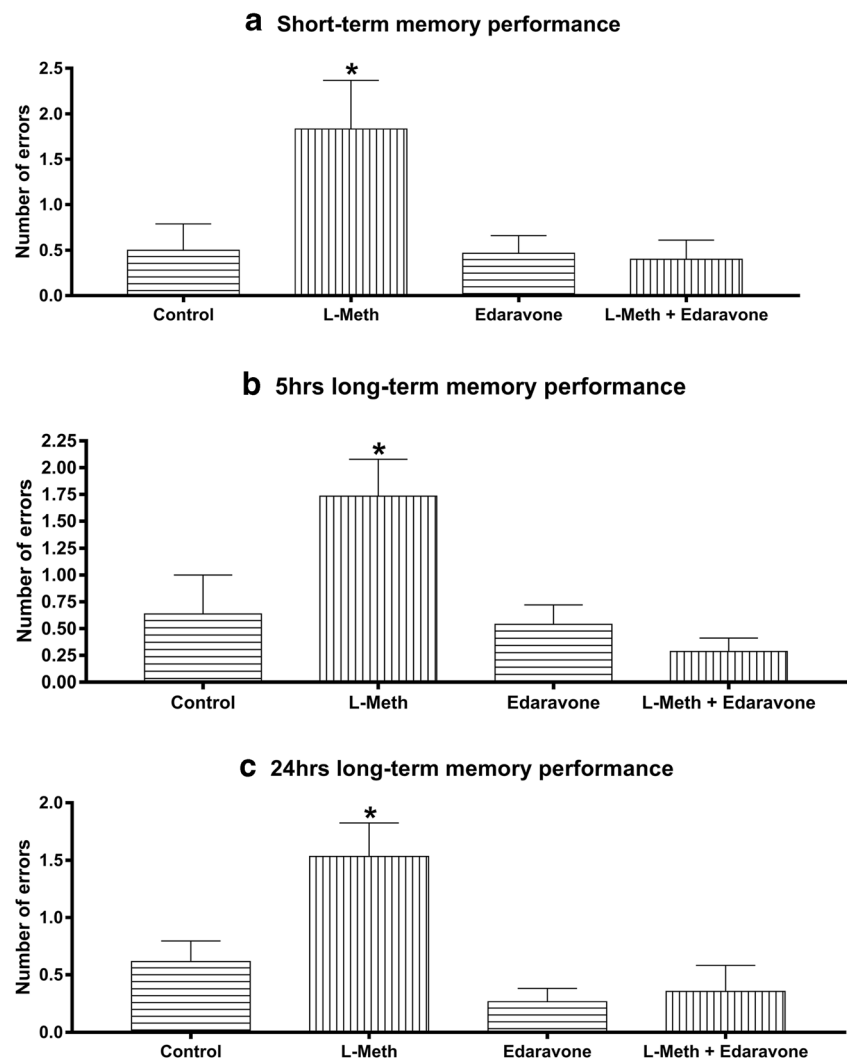 a Short-term memory performance
Number of errors
2.5
2.0
1.5
1.0
0.5
0.0
*
Control L-Meth Edaravone L-Meth + Edaravone
b 5hrs long-term memory performance
Number of errors
2.25
2.00
1.75
1.50
1.25
1.00
0.75
0.50
0.25
0.00
*
Control L-Meth Edaravone L-Meth + Edaravone
c 24hrs long-term memory performance
Number of errors
2.0
1.5
1.0
0.5
0.0
*
Control L-Meth Edaravone L-Meth + Edaravone